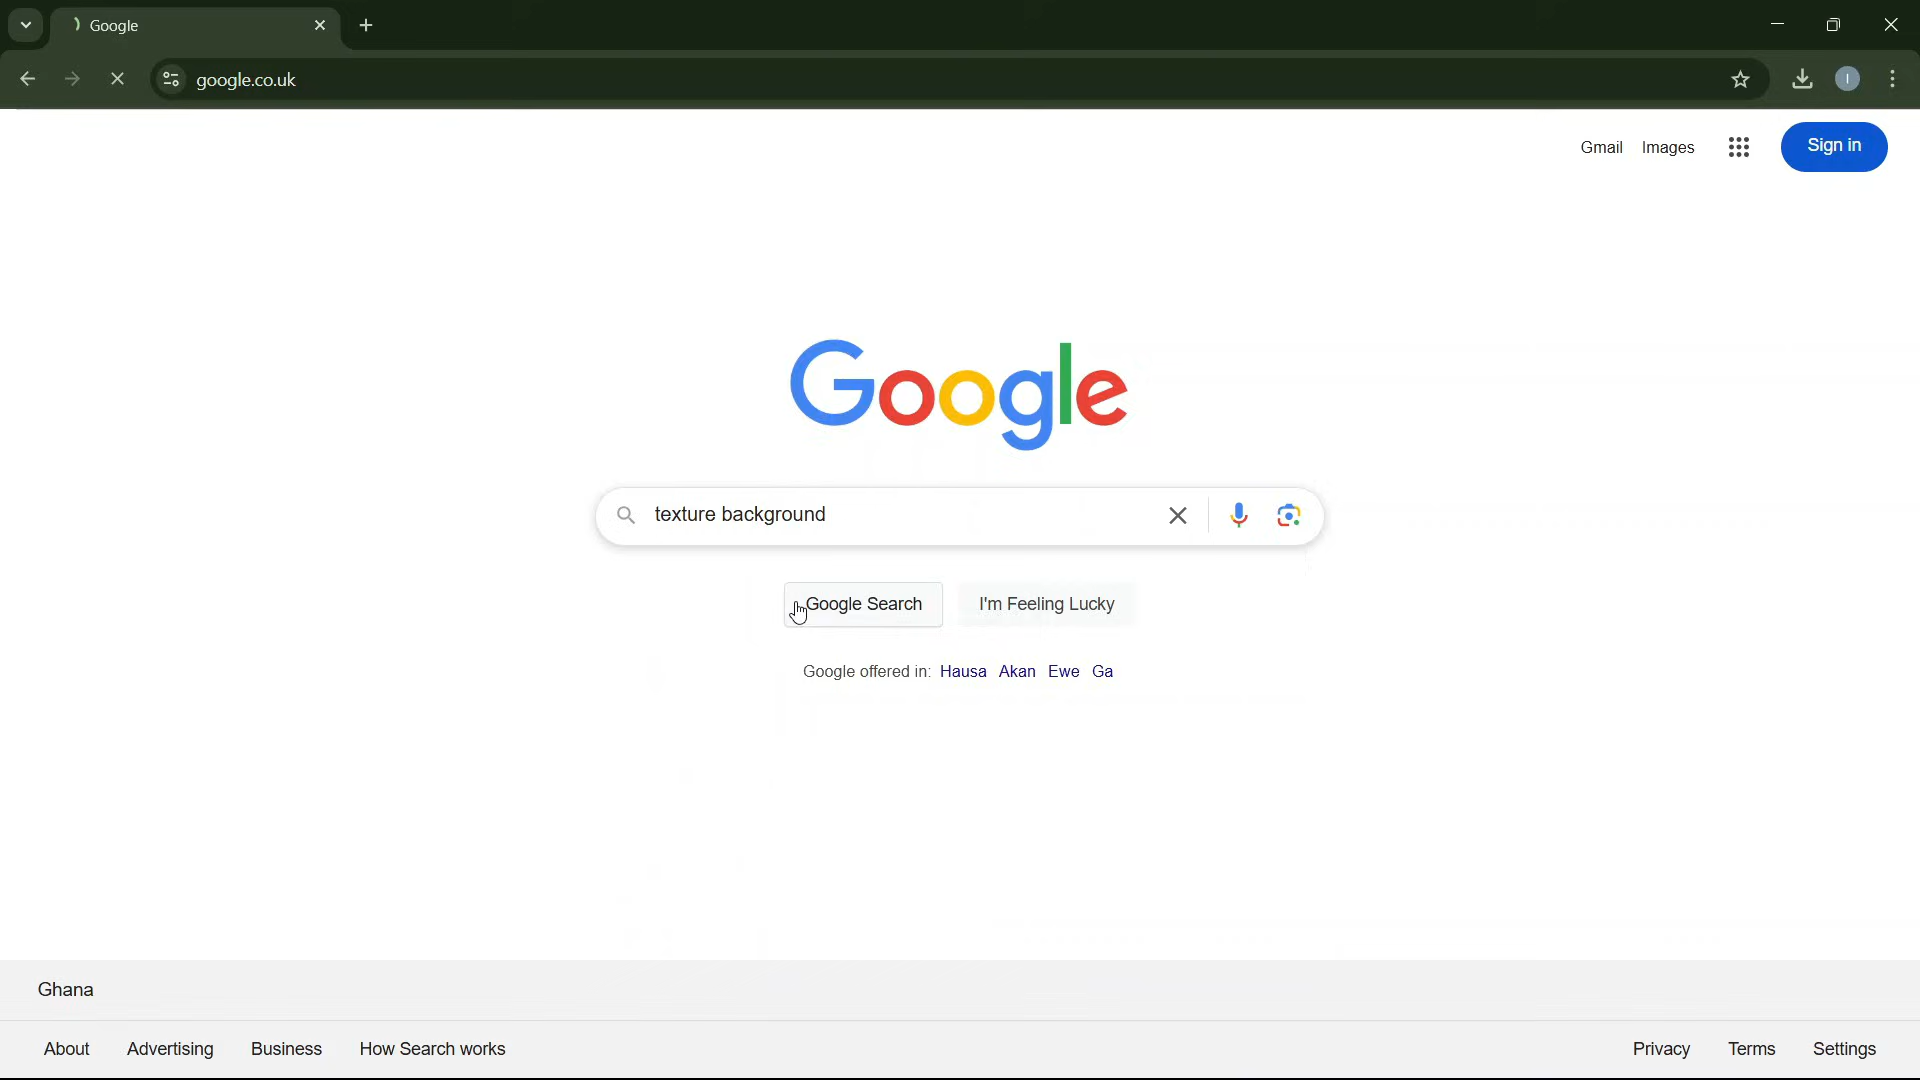 Google
google.co.uk
Gmail Images Sign in
Google
texture background
Google Search I'm Feeling Lucky
Google offered in: Hausa Akan Ewe Ga
Ghana
About Advertising Business How Search works Privacy Terms Settings